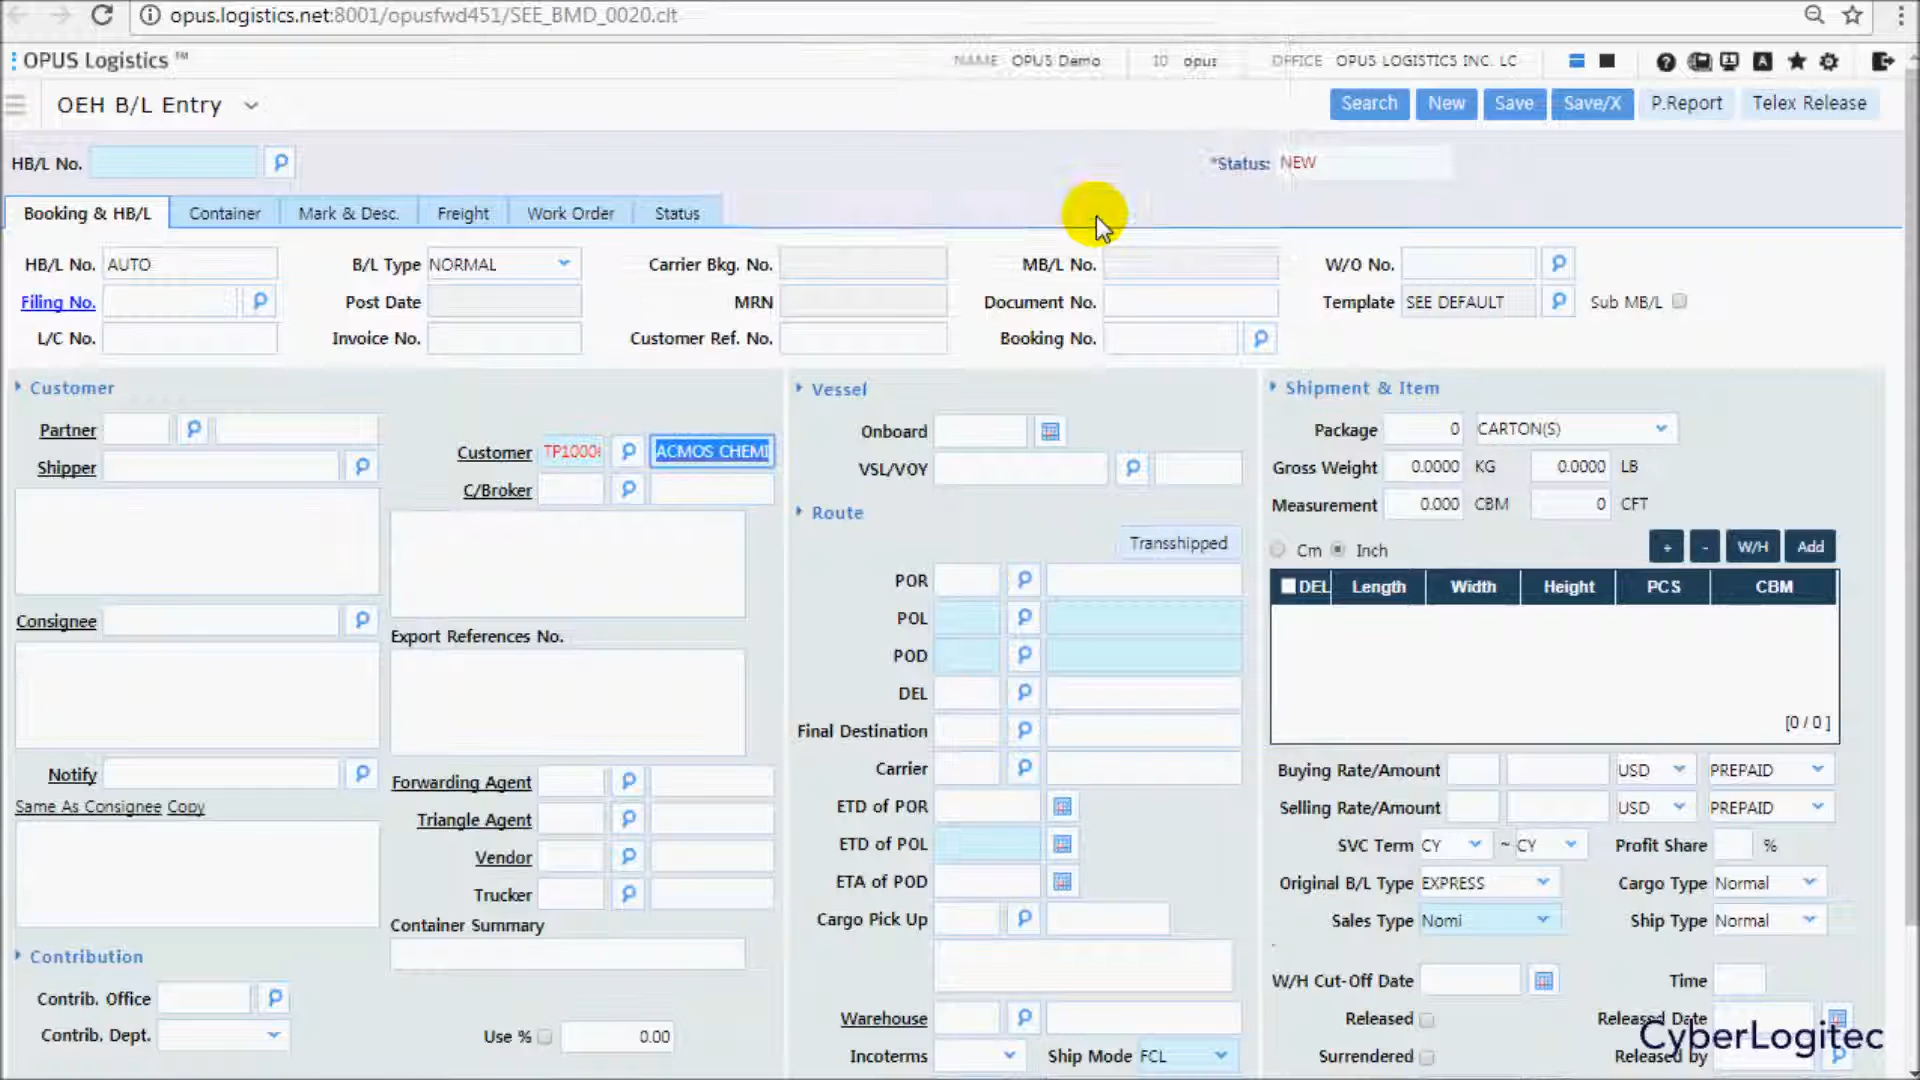 opus.logistics.net:8001/opusfwd451/SEE_BMD_0020.clt
OPUS Logistics ™
NAME OPUS Demo
opus
OFFICE OPUS LOGISTICS INC. LC
OEH B/L Entry
Search New Save Save/X P.Report Telex Release
HB/L No.
*Status: NEW
Booking & HB/L Container Mark & Desc. Freight Work Order Status
HB/L No. AUTO B/L Type NORMAL Carrier Bkg. No. MB/L No. W/O No.
Filing No. Post Date MRN Document No. Template SEE DEFAULT Sub MB/L
L/C No. Invoice No. Customer Ref. No. Booking No.
Customer
Partner
Shipper
Customer ACMOS CHEMI
C/Broker
Consignee
Export References No.
Notify
Same As Consignee Copy
Forwarding Agent
Triangle Agent
Vendor
Trucker
Container Summary
Contribution
Contrib. Office
Contrib. Dept.
Use % 0.00
Vessel
Onboard
VSL/VOY
Route
Transshipped
POR
POL
POD
DEL
Final Destination
Carrier
ETD of POR
ETD of POL
ETA of POD
Cargo Pick Up
Warehouse
Incoterms Ship Mode FCL
Shipment & Item
Package 0 CARTON(S)
Gross Weight 0.0000 KG 0.0000 LB
Measurement 0.000 CBM 0 CFT
Cm Inch + - W/H Add
DEL Length Width Height PCS CBM
[0 / 0 ]
Buying Rate/Amount USD PREPAID
Selling Rate/Amount USD PREPAID
SVC Term CY ~ CY Profit Share %
Original B/L Type EXPRESS Cargo Type Normal
Sales Type Nomi Ship Type Normal
W/H Cut-Off Date Time
Released Released Date
Surrendered Released by
CyberLogitec